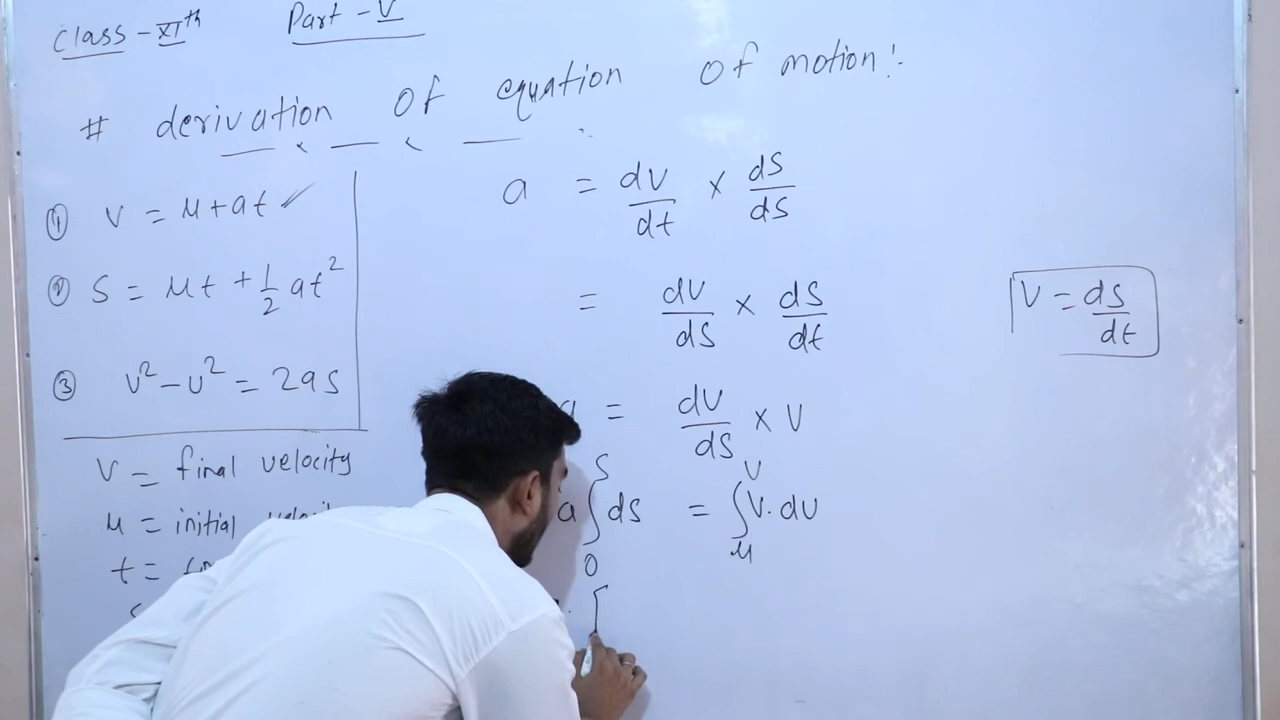 Class - XIth Part - V
# derivation of equation of motion :-
① v = u + at ✓
② S = ut + 1/2 at²
③ v² - u² = 2as
v = final velocity
u = initial
t =
a = dv/dt × ds/ds
= dv/ds × ds/dt
v = ds/dt
a = dv/ds × v
a ∫₀ˢ ds = ∫ᵤᵛ v. dv